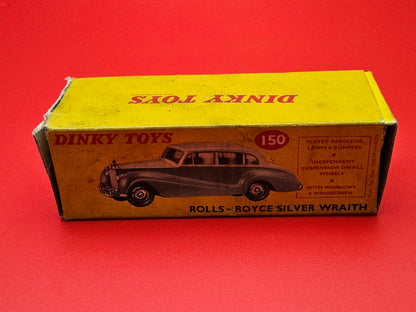 DINKY TOYS
DINKY TOYS
150
PLATED RADIATOR,
LAMPS & BUMPERS
INDEPENDENT
SUSPENSION ON ALL
WHEELS
WITH WINDOWS
& WINDSCREEN
ROLLS-ROYCE SILVER WRAITH